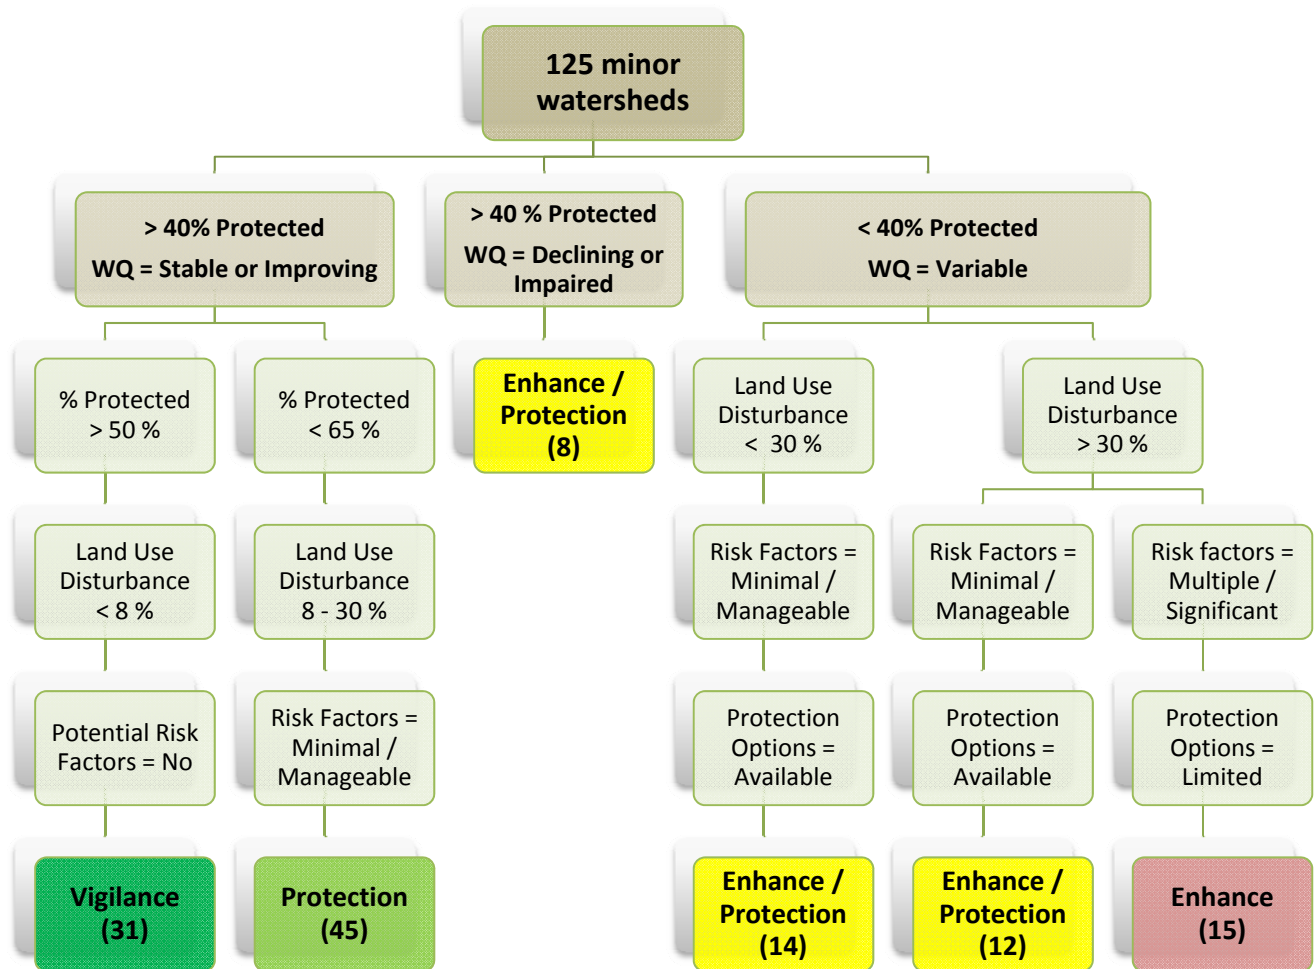 125 minor
watersheds
> 40% Protected
WQ = Stable or Improving
> 40 % Protected
WQ = Declining or
Impaired
< 40% Protected
WQ = Variable
% Protected
> 50 %
% Protected
< 65 %
Enhance /
Protection
(8)
Land Use
Disturbance
< 30 %
Land Use
Disturbance
> 30 %
Land Use
Disturbance
< 8 %
Land Use
Disturbance
8 - 30 %
Risk Factors =
Minimal /
Manageable
Risk Factors =
Minimal /
Manageable
Risk factors =
Multiple /
Significant
Potential Risk
Factors = No
Risk Factors =
Minimal /
Manageable
Protection
Options =
Available
Protection
Options =
Available
Protection
Options =
Limited
Vigilance
(31)
Protection
(45)
Enhance /
Protection
(14)
Enhance /
Protection
(12)
Enhance
(15)